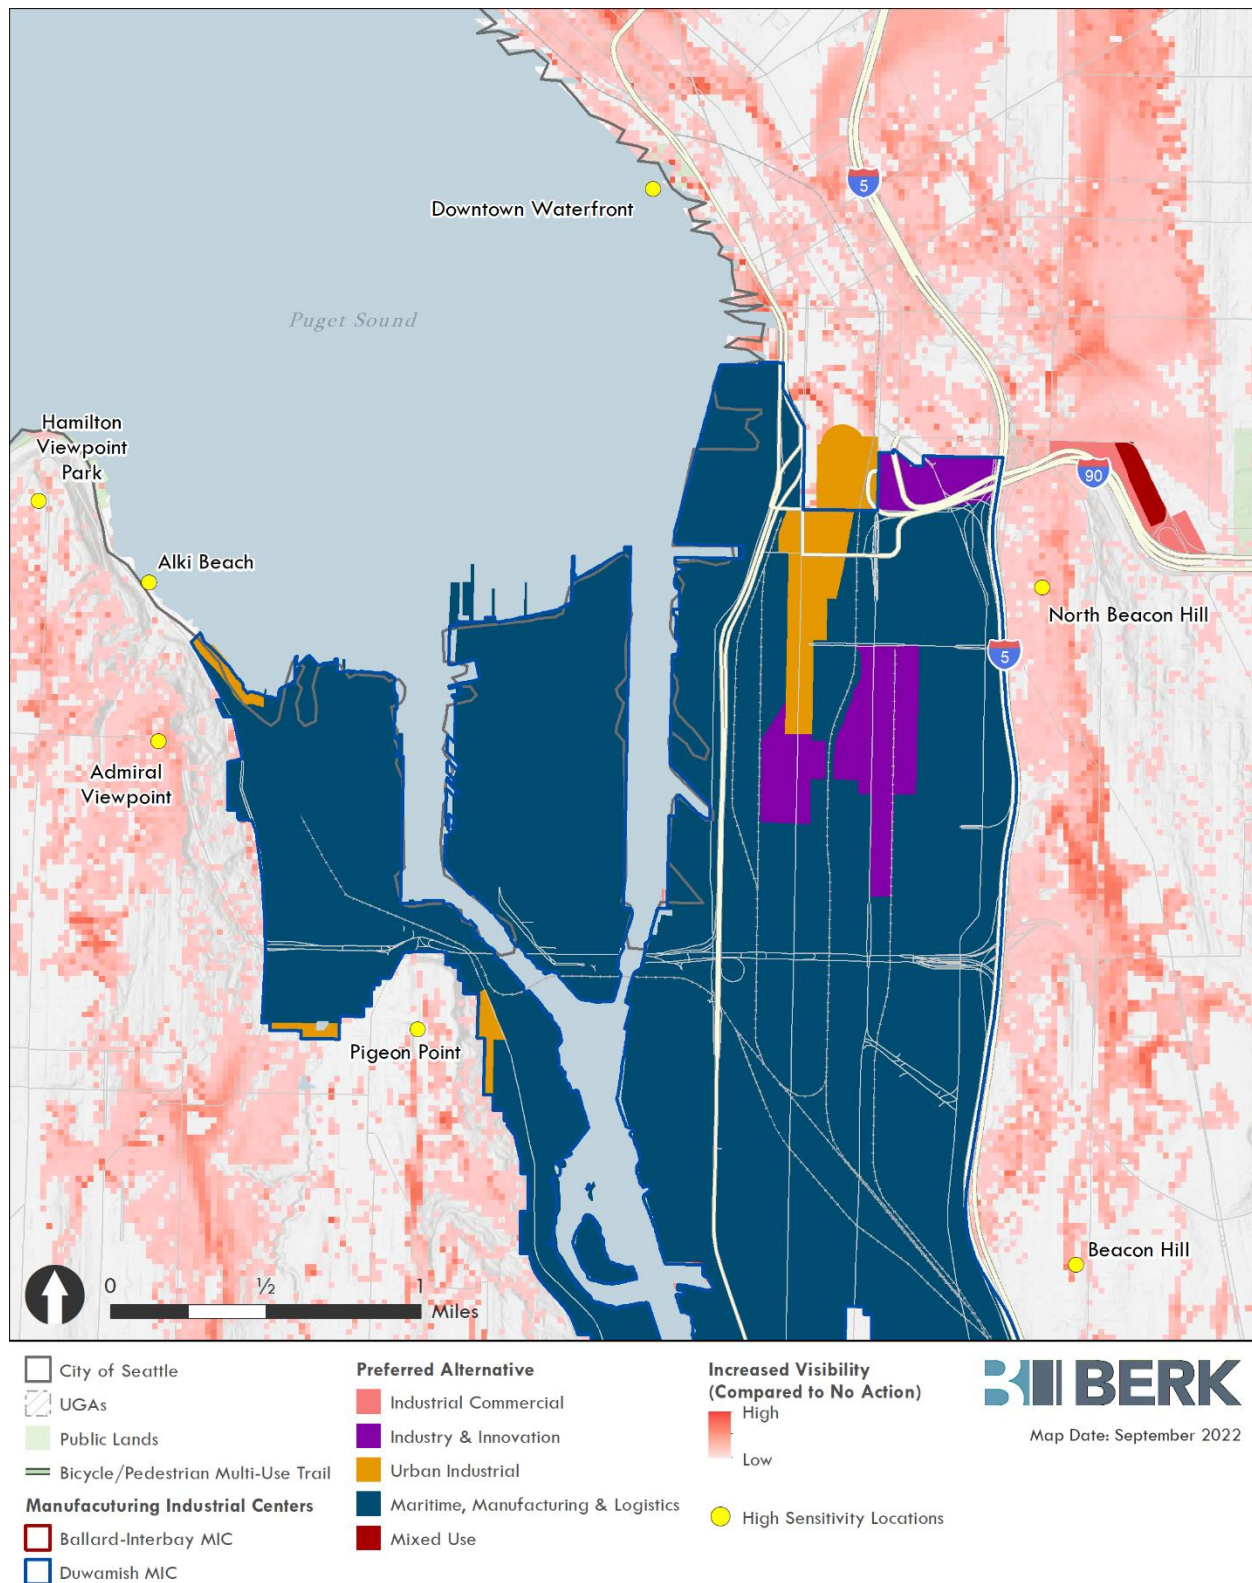 Downtown Waterfront
5
Puget Sound
Hamilton
Viewpoint
Park
90
Alki Beach
North Beacon Hill
5
Admiral
Viewpoint
Pigeon Point
Beacon Hill
0 ½ 1
Miles
City of Seattle
UGAs
Public Lands
Bicycle/Pedestrian Multi-Use Trail
Manufacuturing Industrial Centers
Ballard-Interbay MIC
Duwamish MIC
Preferred Alternative
Industrial Commercial
Industry & Innovation
Urban Industrial
Maritime, Manufacturing & Logistics
Mixed Use
Increased Visibility
(Compared to No Action)
High
Low
High Sensitivity Locations
BERK
Map Date: September 2022